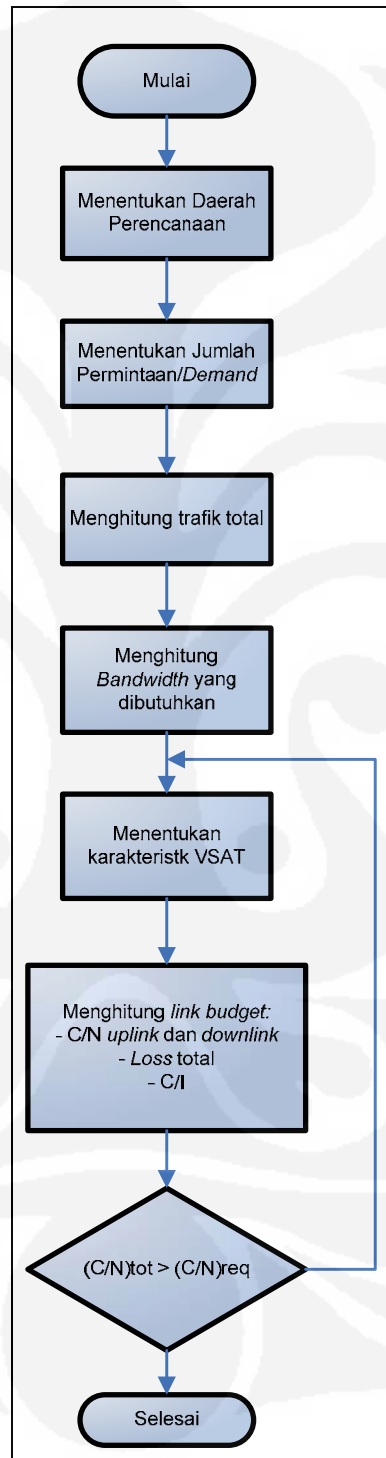 Mulai
Menentukan Daerah
Perencanaan
Menentukan Jumlah
Permintaan/Demand
Menghitung trafik total
Menghitung
Bandwidth yang
dibutuhkan
Menentukan
karakteristk VSAT
Menghitung link budget:
- C/N uplink dan downlink
- Loss total
- C/I
(C/N)tot > (C/N)req
Selesai